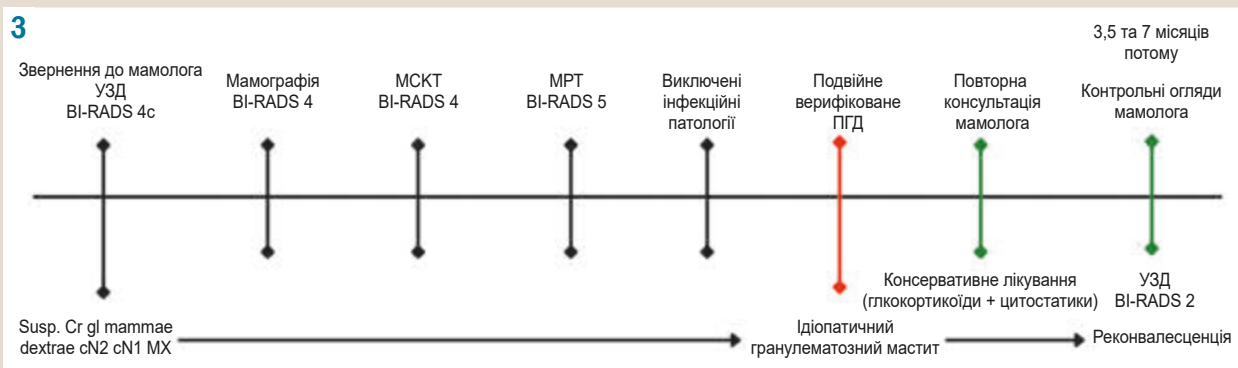 3
Звернення до мамолога
УЗД
BI-RADS 4c
Мамографія
BI-RADS 4
МСКТ
BI-RADS 4
МРТ
BI-RADS 5
Виключені
інфекційні
патології
Подвійне
верифіковане
ПГД
Повторна
консультація
мамолога
3,5 та 7 місяців
потому
Контрольні огляди
мамолога
Susp. Cr gl mammae
dextrae cN2 cN1 MX
Ідіопатичний
гранулематозний мастит
Консервативне лікування
(глкокортикоїди + цитостатики)
УЗД
BI-RADS 2
Реконвалесценція